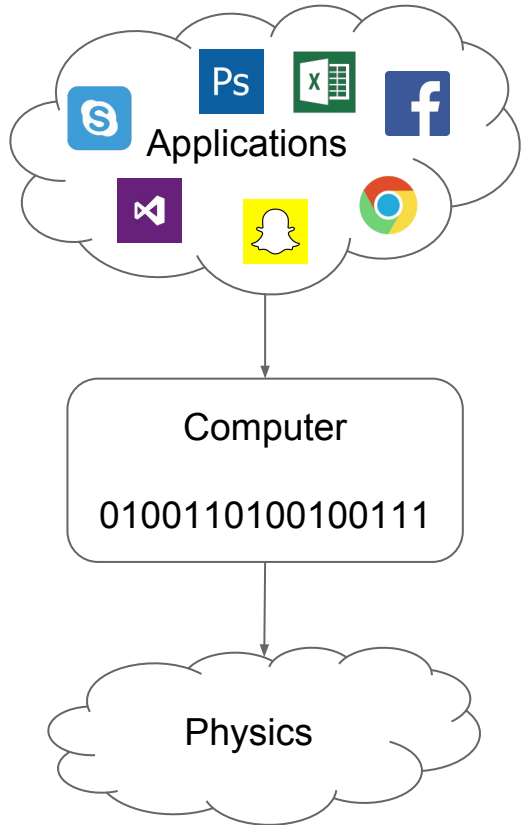 Ps
X
f
S
Applications
Computer
0100110100100111
Physics